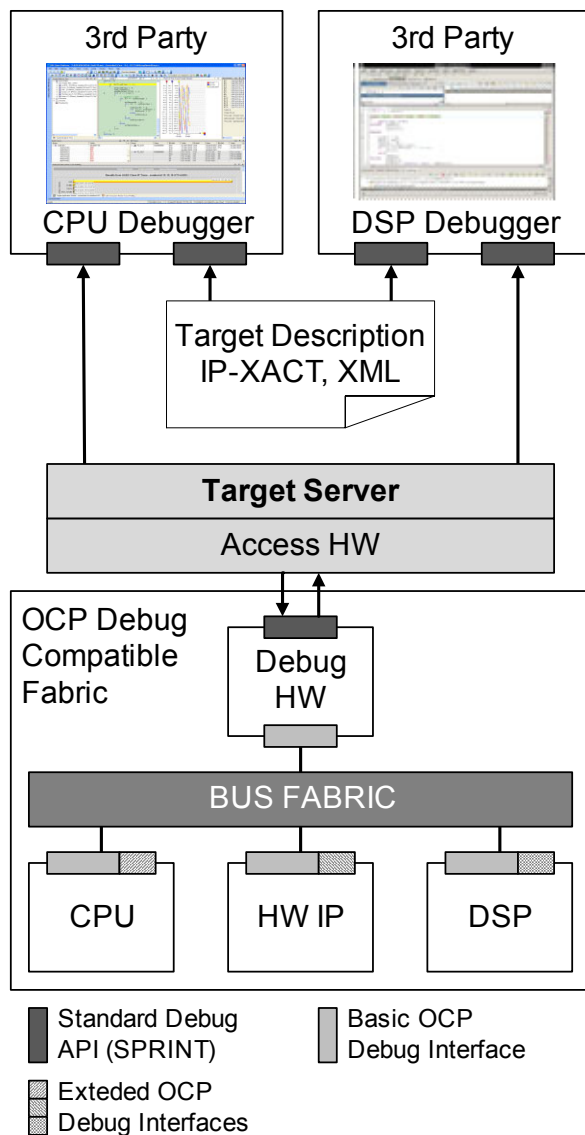 3rd Party
CPU Debugger
3rd Party
DSP Debugger
Target Description
IP-XACT, XML
Target Server
Access HW
OCP Debug
Compatible
Fabric
Debug
HW
BUS FABRIC
CPU
HW IP
DSP
Standard Debug
API (SPRINT)
Basic OCP
Debug Interface
Exteded OCP
Debug Interfaces